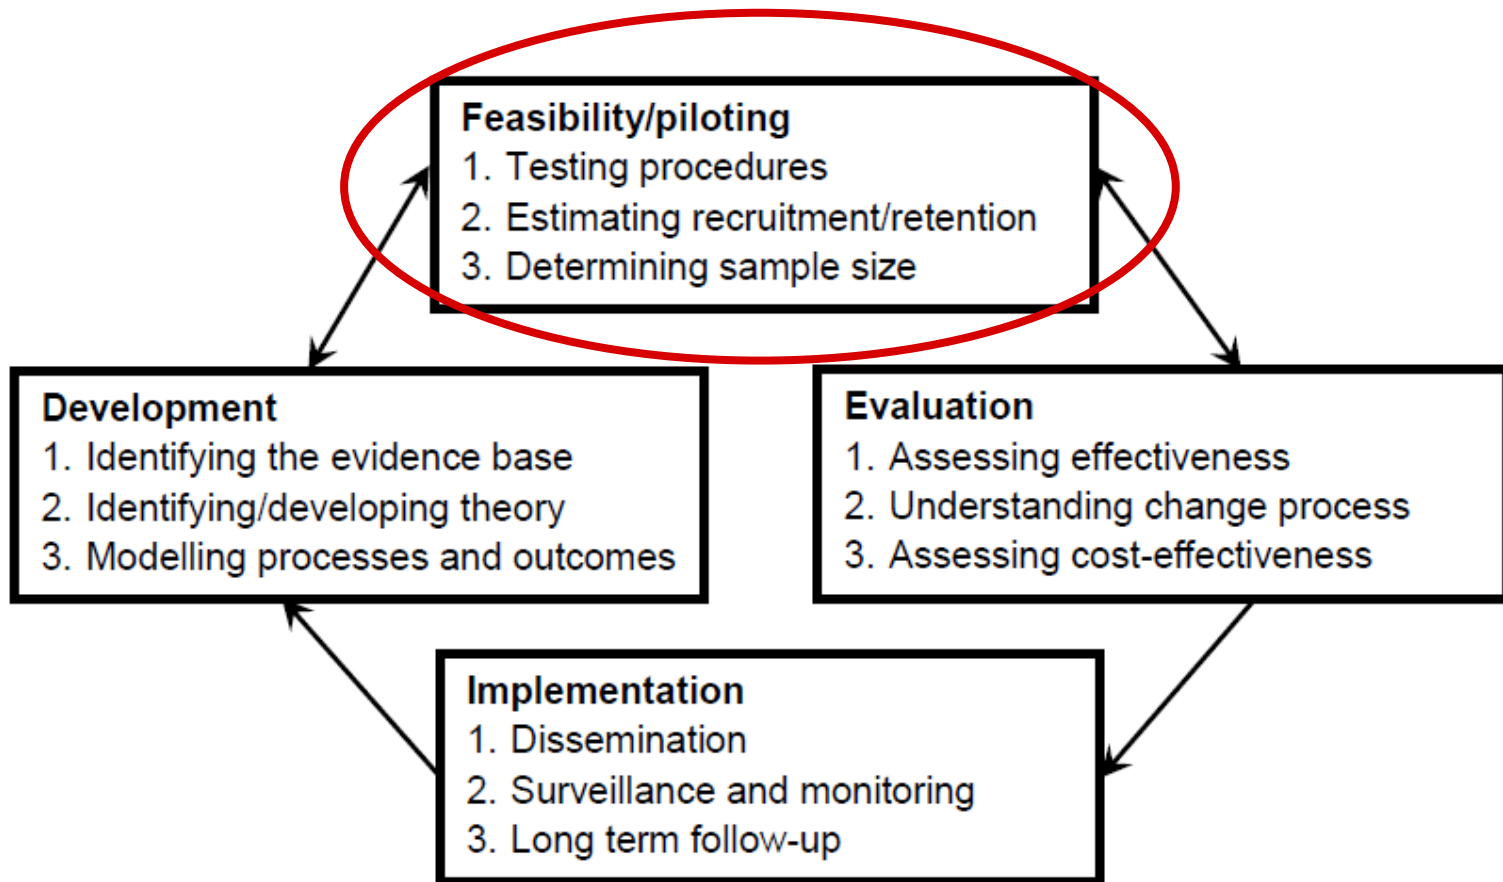 Feasibility/piloting
1. Testing procedures
2. Estimating recruitment/retention
3. Determining sample size
Development
1. Identifying the evidence base
2. Identifying/developing theory
3. Modelling processes and outcomes
Evaluation
1. Assessing effectiveness
2. Understanding change process
3. Assessing cost-effectiveness
Implementation
1. Dissemination
2. Surveillance and monitoring
3. Long term follow-up